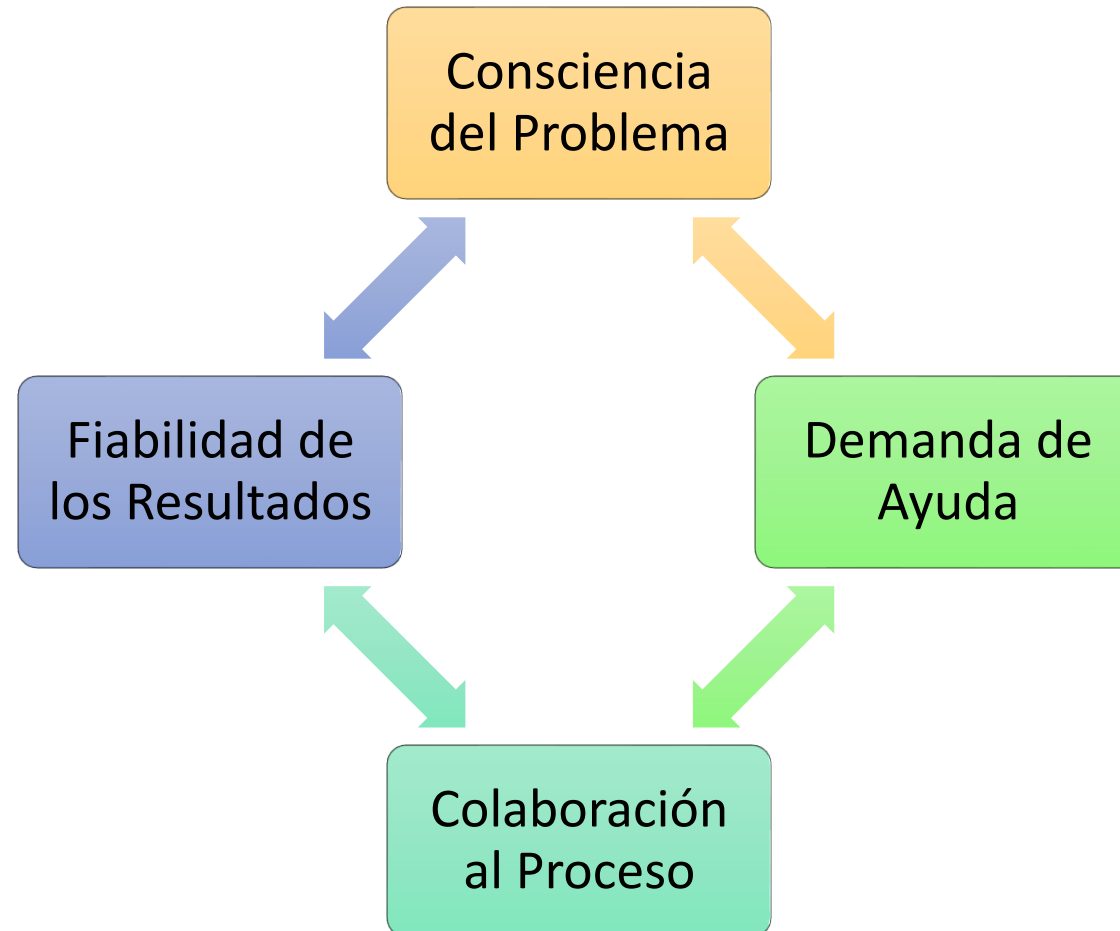 Consciencia
del Problema
Fiabilidad de
los Resultados
Demanda de
Ayuda
Colaboración
al Proceso